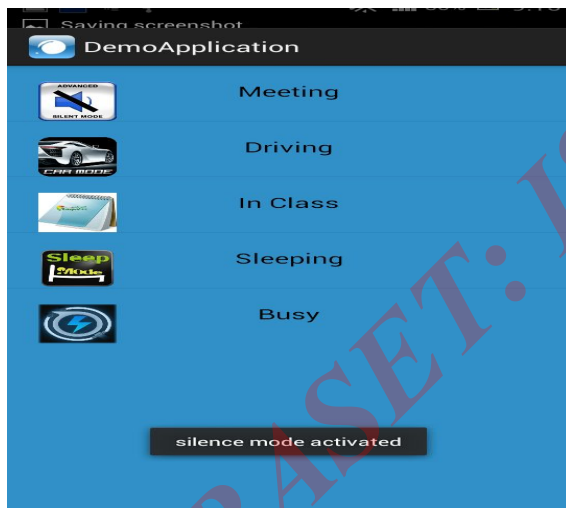 Saving screenshot
DemoApplication
ADVANCED
SILENT MODE
Meeting
CAR MODE
Driving
In Class
Sleep
Mode
Sleeping
Busy
silence mode activated